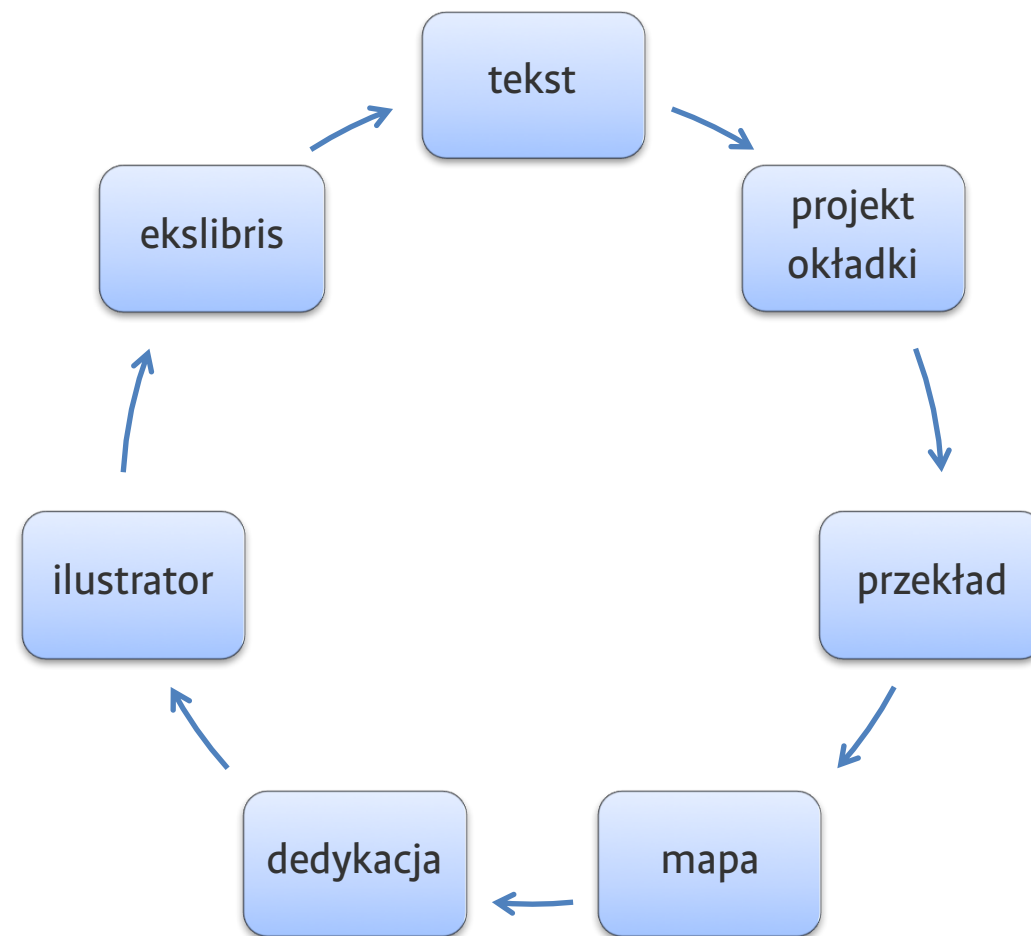 tekst
projekt
okładki
przekład
mapa
dedykacja
ilustrator
ekslibris